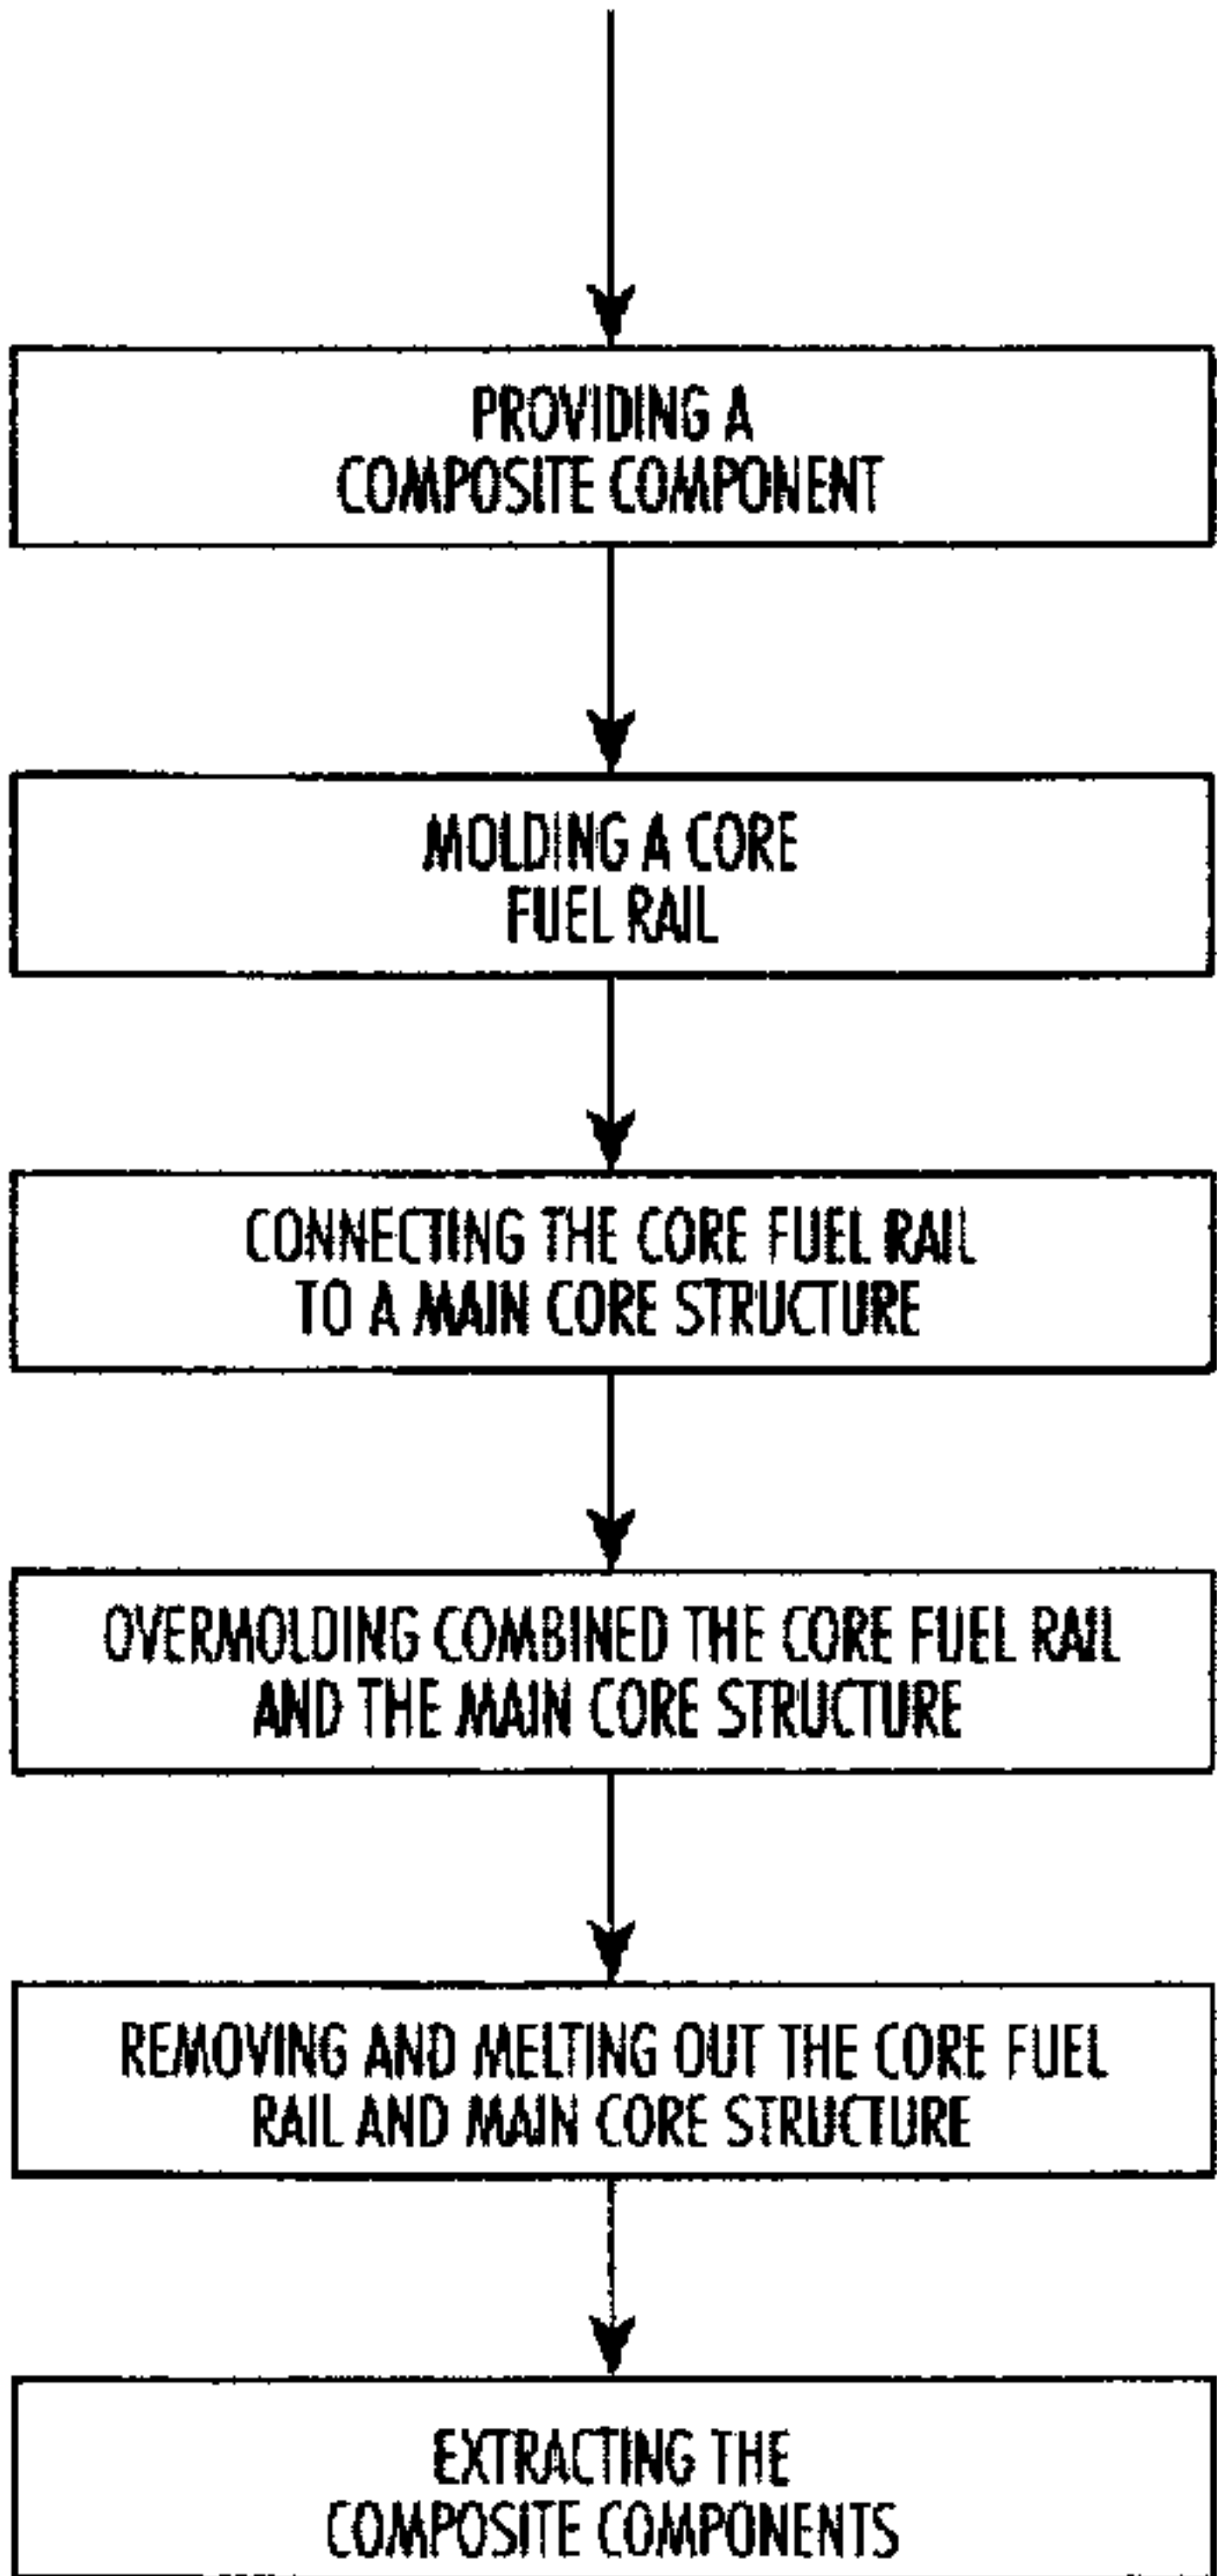 PROVIDING A
COMPOSITE COMPONENT
MOLDING A CORE
FUEL RAIL
CONNECTING THE CORE FUEL RAIL
TO A MAIN CORE STRUCTURE
OVERMOLDING COMBINED THE CORE FUEL RAIL
AND THE MAIN CORE STRUCTURE
REMOVING AND MELTING OUT THE CORE FUEL
RAIL AND MAIN CORE STRUCTURE
EXTRACTING THE
COMPOSITE COMPONENTS